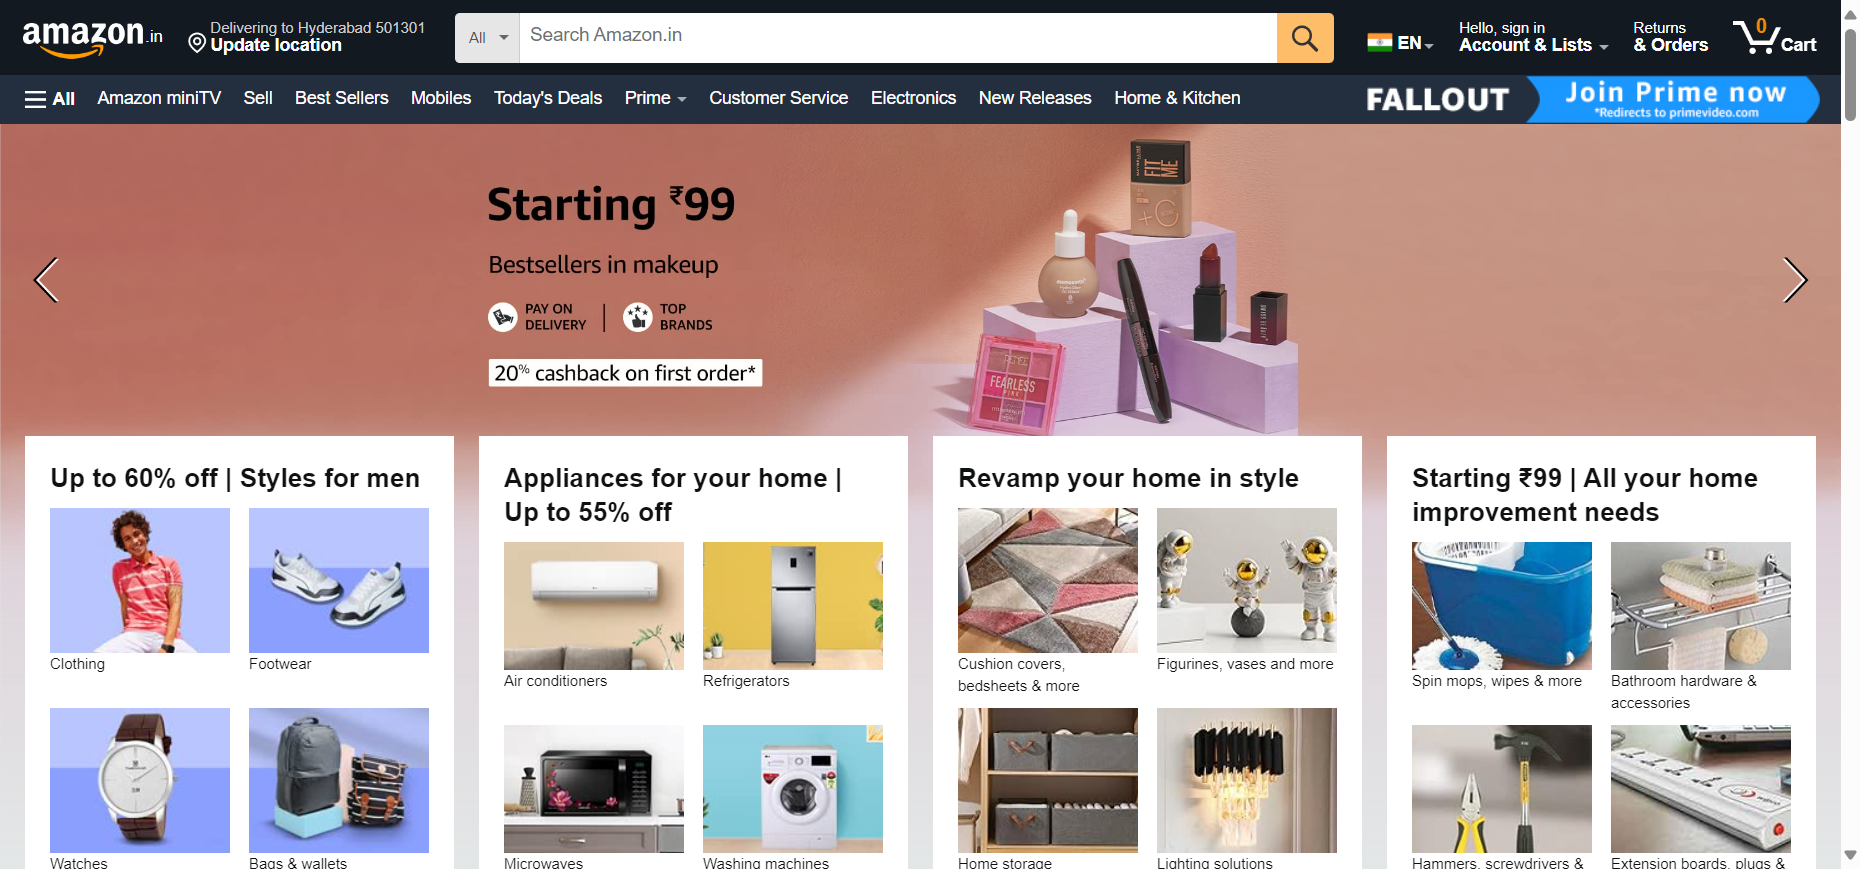 amazon.in
Delivering to Hyderabad 501301
Update location
All
Search Amazon.in
EN
Hello, sign in
Account & Lists
Returns
& Orders
0
Cart
All
Amazon miniTV
Sell
Best Sellers
Mobiles
Today's Deals
Prime
Customer Service
Electronics
New Releases
Home & Kitchen
FALLOUT
Join Prime now
*Redirects to primevideo.com
Starting ₹99
Bestsellers in makeup
PAY ON
DELIVERY
TOP
BRANDS
20% cashback on first order*
FIT
ME
RENEE
FEARLESS
PINK
Up to 60% off | Styles for men
Clothing
Footwear
Watches
Bags & wallets
Appliances for your home |
Up to 55% off
Air conditioners
Refrigerators
Microwaves
Washing machines
Revamp your home in style
Cushion covers,
bedsheets & more
Figurines, vases and more
Home storage
Lighting solutions
Starting ₹99 | All your home
improvement needs
Spin mops, wipes & more
Bathroom hardware &
accessories
Hammers, screwdrivers &
Extension boards, plugs &